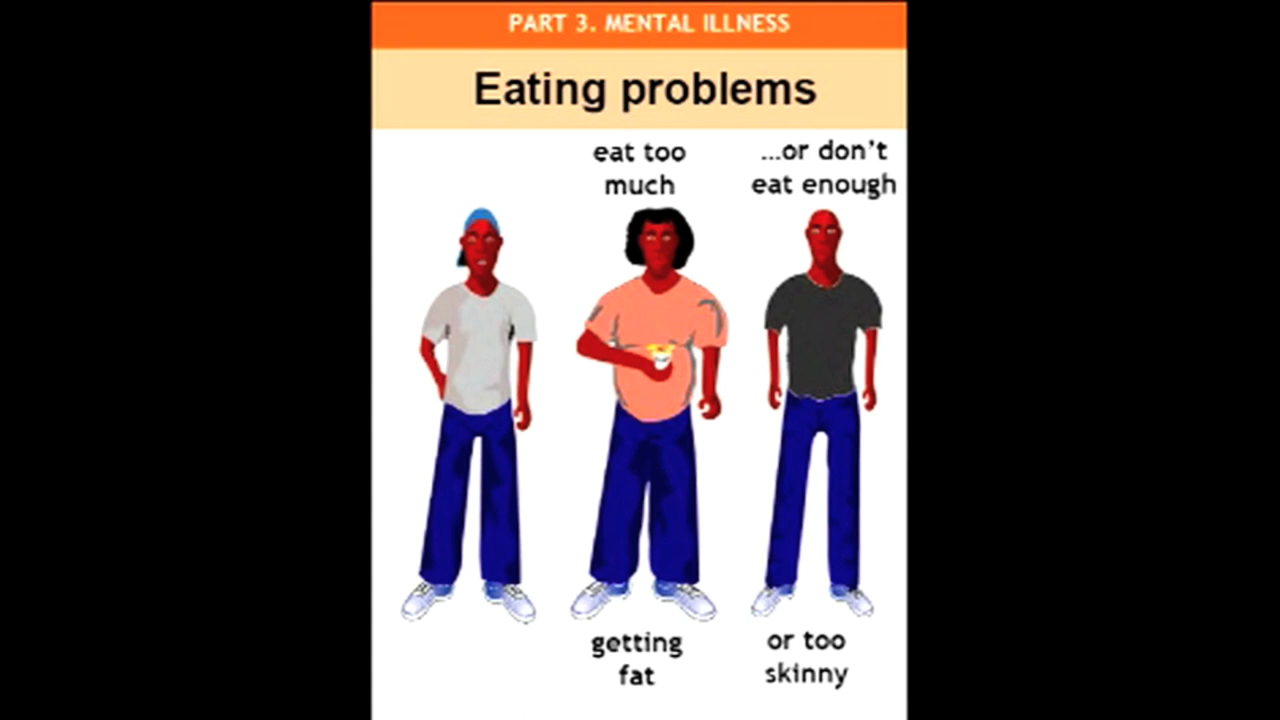 PART 3. MENTAL ILLNESS
Eating problems
eat too
much
...or don't
eat enough
getting
fat
or too
skinny